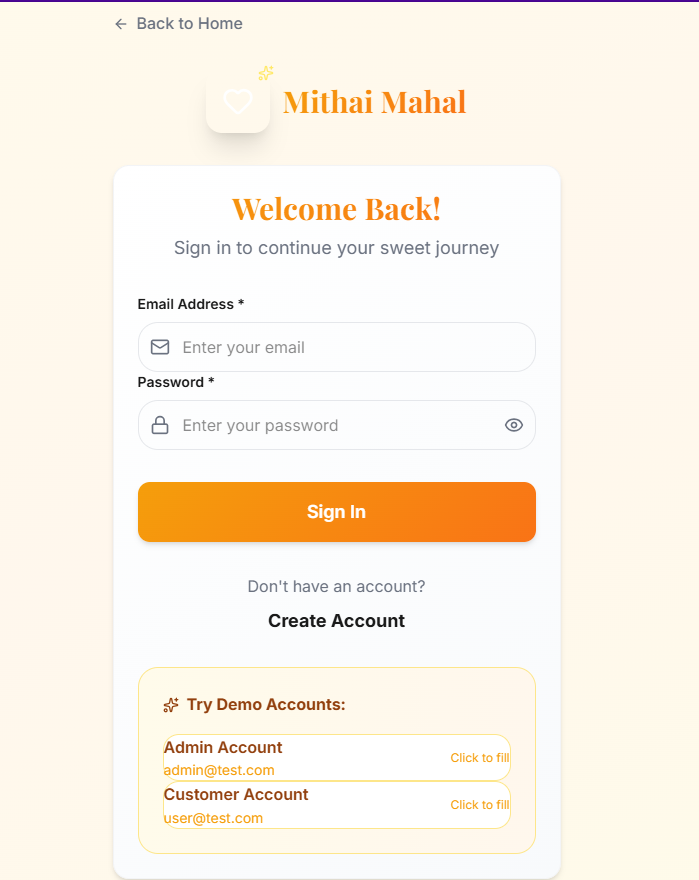 Back to Home
Mithai Mahal
Welcome Back!
Sign in to continue your sweet journey
Email Address *
Enter your email
Password *
Enter your password
Sign In
Don't have an account?
Create Account
Try Demo Accounts:
Admin Account
admin@test.com
Click to fill
Customer Account
user@test.com
Click to fill